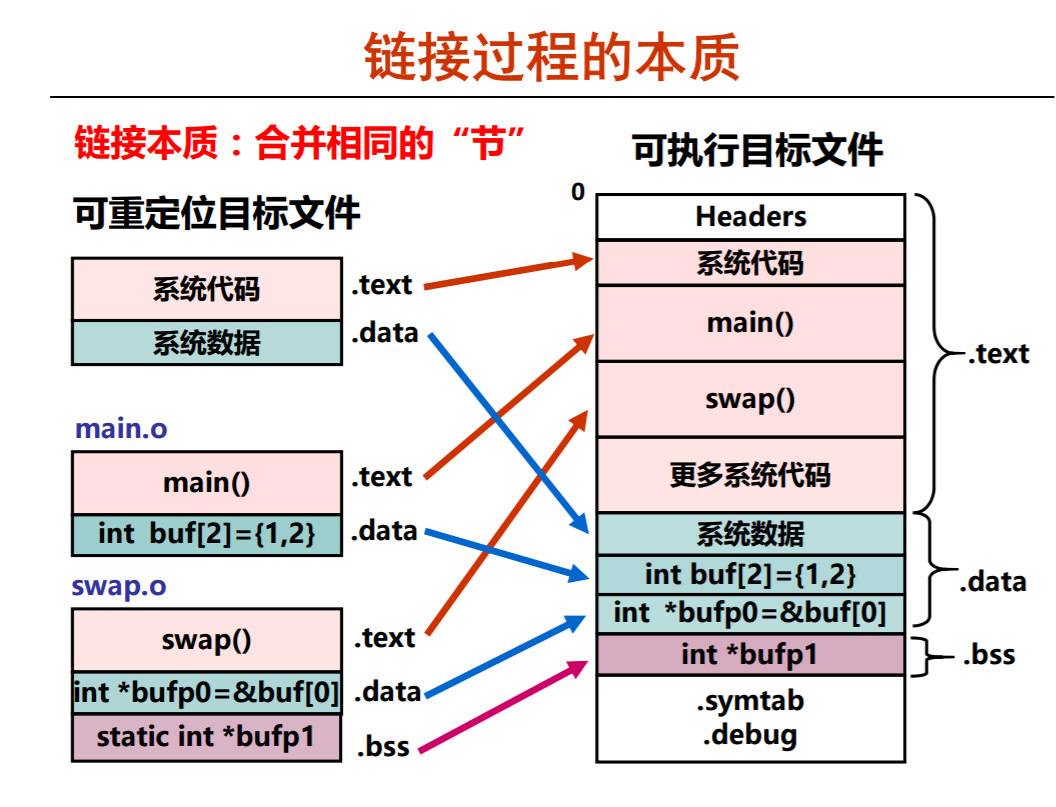 链接过程的本质
链接本质：合并相同的“节”
可重定位目标文件
系统代码 .text
系统数据 .data
main.o
main() .text
int buf[2]={1,2} .data
swap.o
swap() .text
int *bufp0=&buf[0] .data
static int *bufp1 .bss
可执行目标文件
0
Headers
系统代码
main()
swap()
更多系统代码
.text
系统数据
int buf[2]={1,2}
int *bufp0=&buf[0]
.data
int *bufp1
.bss
.symtab
.debug